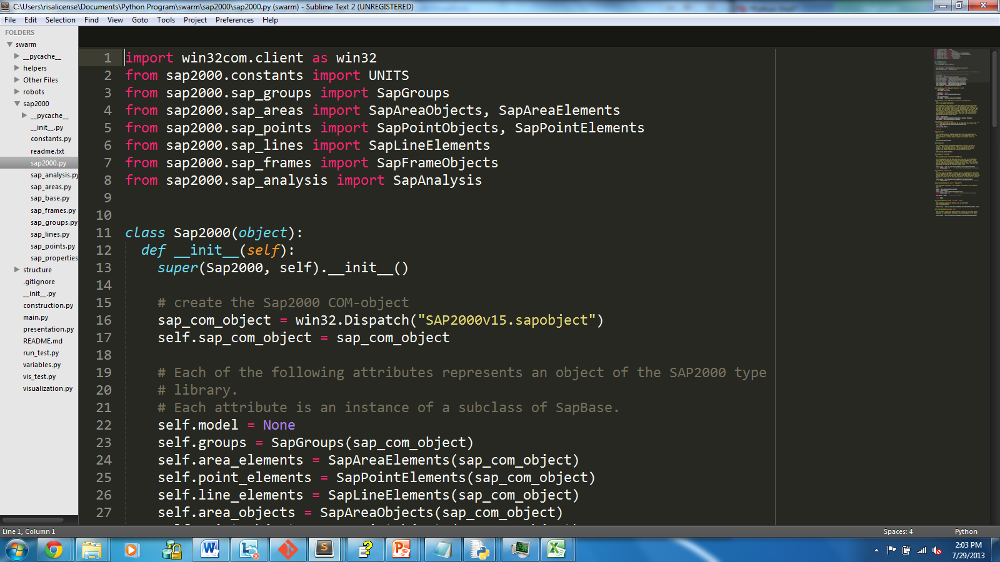 C:\Users\risalicense\Documents\Python Program\swarm\sap2000\sap2000.py (swarm) - Sublime Text 2 (UNREGISTERED)
File Edit Selection Find View Goto Tools Project Preferences Help
FOLDERS
swarm
__pycache__
helpers
Other Files
robots
sap2000
__pycache__
__init__.py
constants.py
readme.txt
sap2000.py
sap_analysis.py
sap_areas.py
sap_base.py
sap_frames.py
sap_groups.py
sap_lines.py
sap_points.py
sap_properties
structure
.gitignore
__init__.py
construction.py
main.py
presentation.py
README.md
run_test.py
variables.py
vis_test.py
visualization.py
1 import win32com.client as win32
2 from sap2000.constants import UNITS
3 from sap2000.sap_groups import SapGroups
4 from sap2000.sap_areas import SapAreaObjects, SapAreaElements
5 from sap2000.sap_points import SapPointObjects, SapPointElements
6 from sap2000.sap_lines import SapLineElements
7 from sap2000.sap_frames import SapFrameObjects
8 from sap2000.sap_analysis import SapAnalysis
9
10
11 class Sap2000(object):
12 def __init__(self):
13 super(Sap2000, self).__init__()
14
15 # create the Sap2000 COM-object
16 sap_com_object = win32.Dispatch("SAP2000v15.sapobject")
17 self.sap_com_object = sap_com_object
18
19 # Each of the following attributes represents an object of the SAP2000 type
20 # library.
21 # Each attribute is an instance of a subclass of SapBase.
22 self.model = None
23 self.groups = SapGroups(sap_com_object)
24 self.area_elements = SapAreaElements(sap_com_object)
25 self.point_elements = SapPointElements(sap_com_object)
26 self.line_elements = SapLineElements(sap_com_object)
27 self.area_objects = SapAreaObjects(sap_com_object)
Line 1, Column 1
Spaces: 4
Python
2:03 PM
7/29/2013